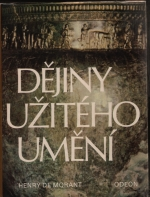 DĚJINY
UŽITÉHO
UMĚNÍ
HENRY DE MORANT
ODEON